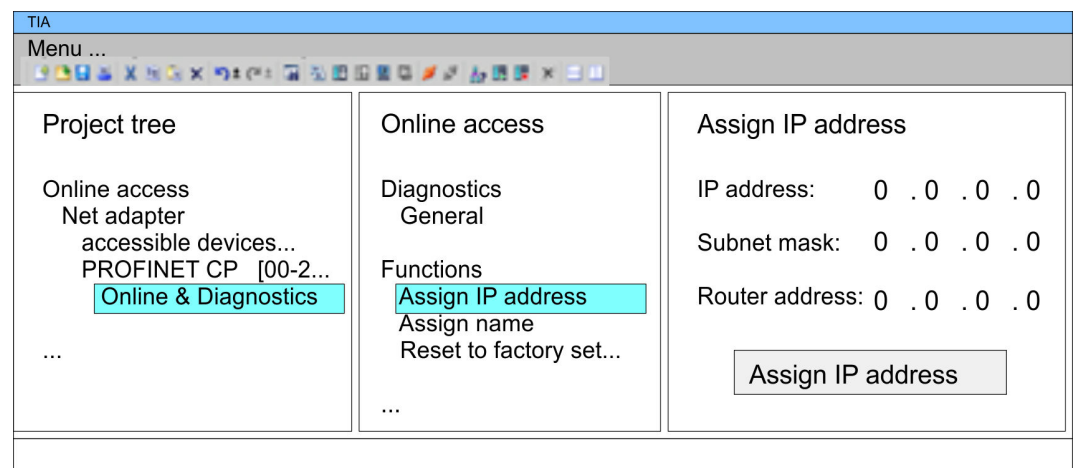 TIA
Menu ...
Project tree
Online access
Net adapter
accessible devices...
PROFINET CP [00-2...
Online & Diagnostics
...
Online access
Diagnostics
General
Functions
Assign IP address
Assign name
Reset to factory set...
...
Assign IP address
IP address: 0 .0 .0 .0
Subnet mask: 0 .0 .0 .0
Router address: 0 .0 .0 .0
Assign IP address